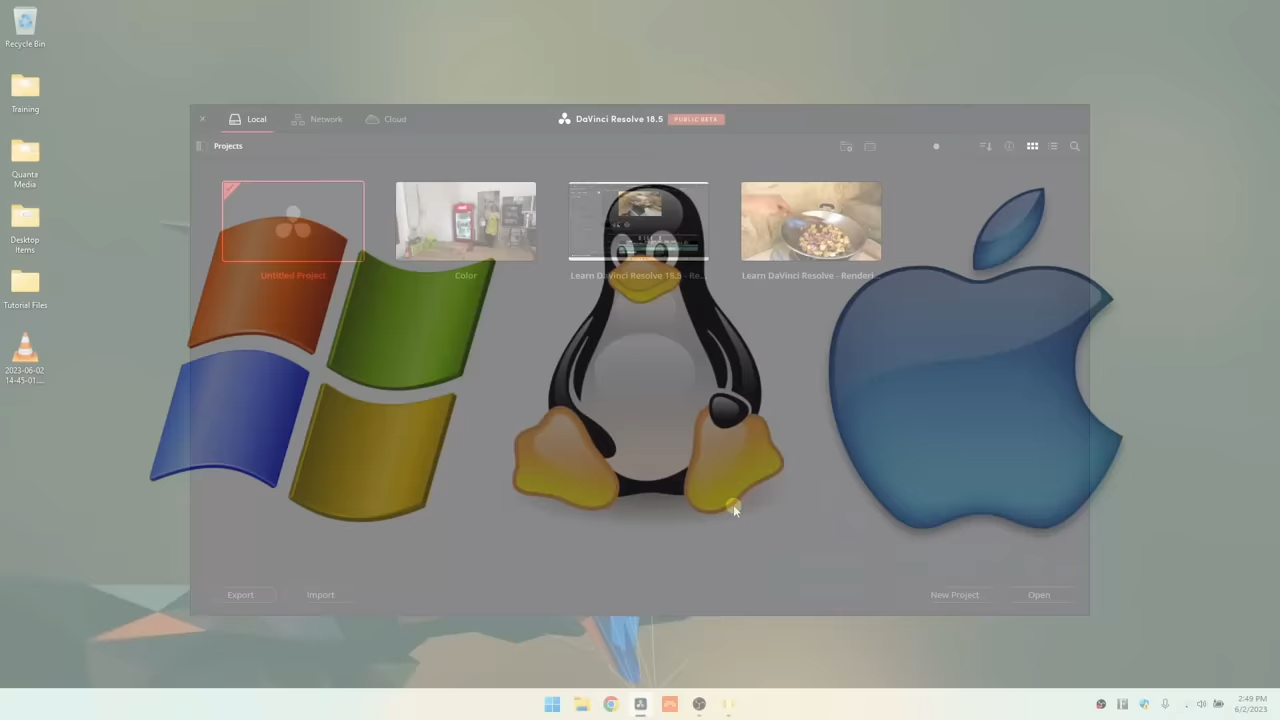 Recycle Bin
Training
Quanta
Media
Desktop
Items
Tutorial Files
2023-06-02
14-45-01....
Local
Network
Cloud
DaVinci Resolve 18.5
PUBLIC BETA
Projects
Untitled Project
Color
Learn DaVinci Resolve 18.5 - Re...
Learn DaVinci Resolve - Renderi...
Export
Import
New Project
Open
2:49 PM
6/2/2023